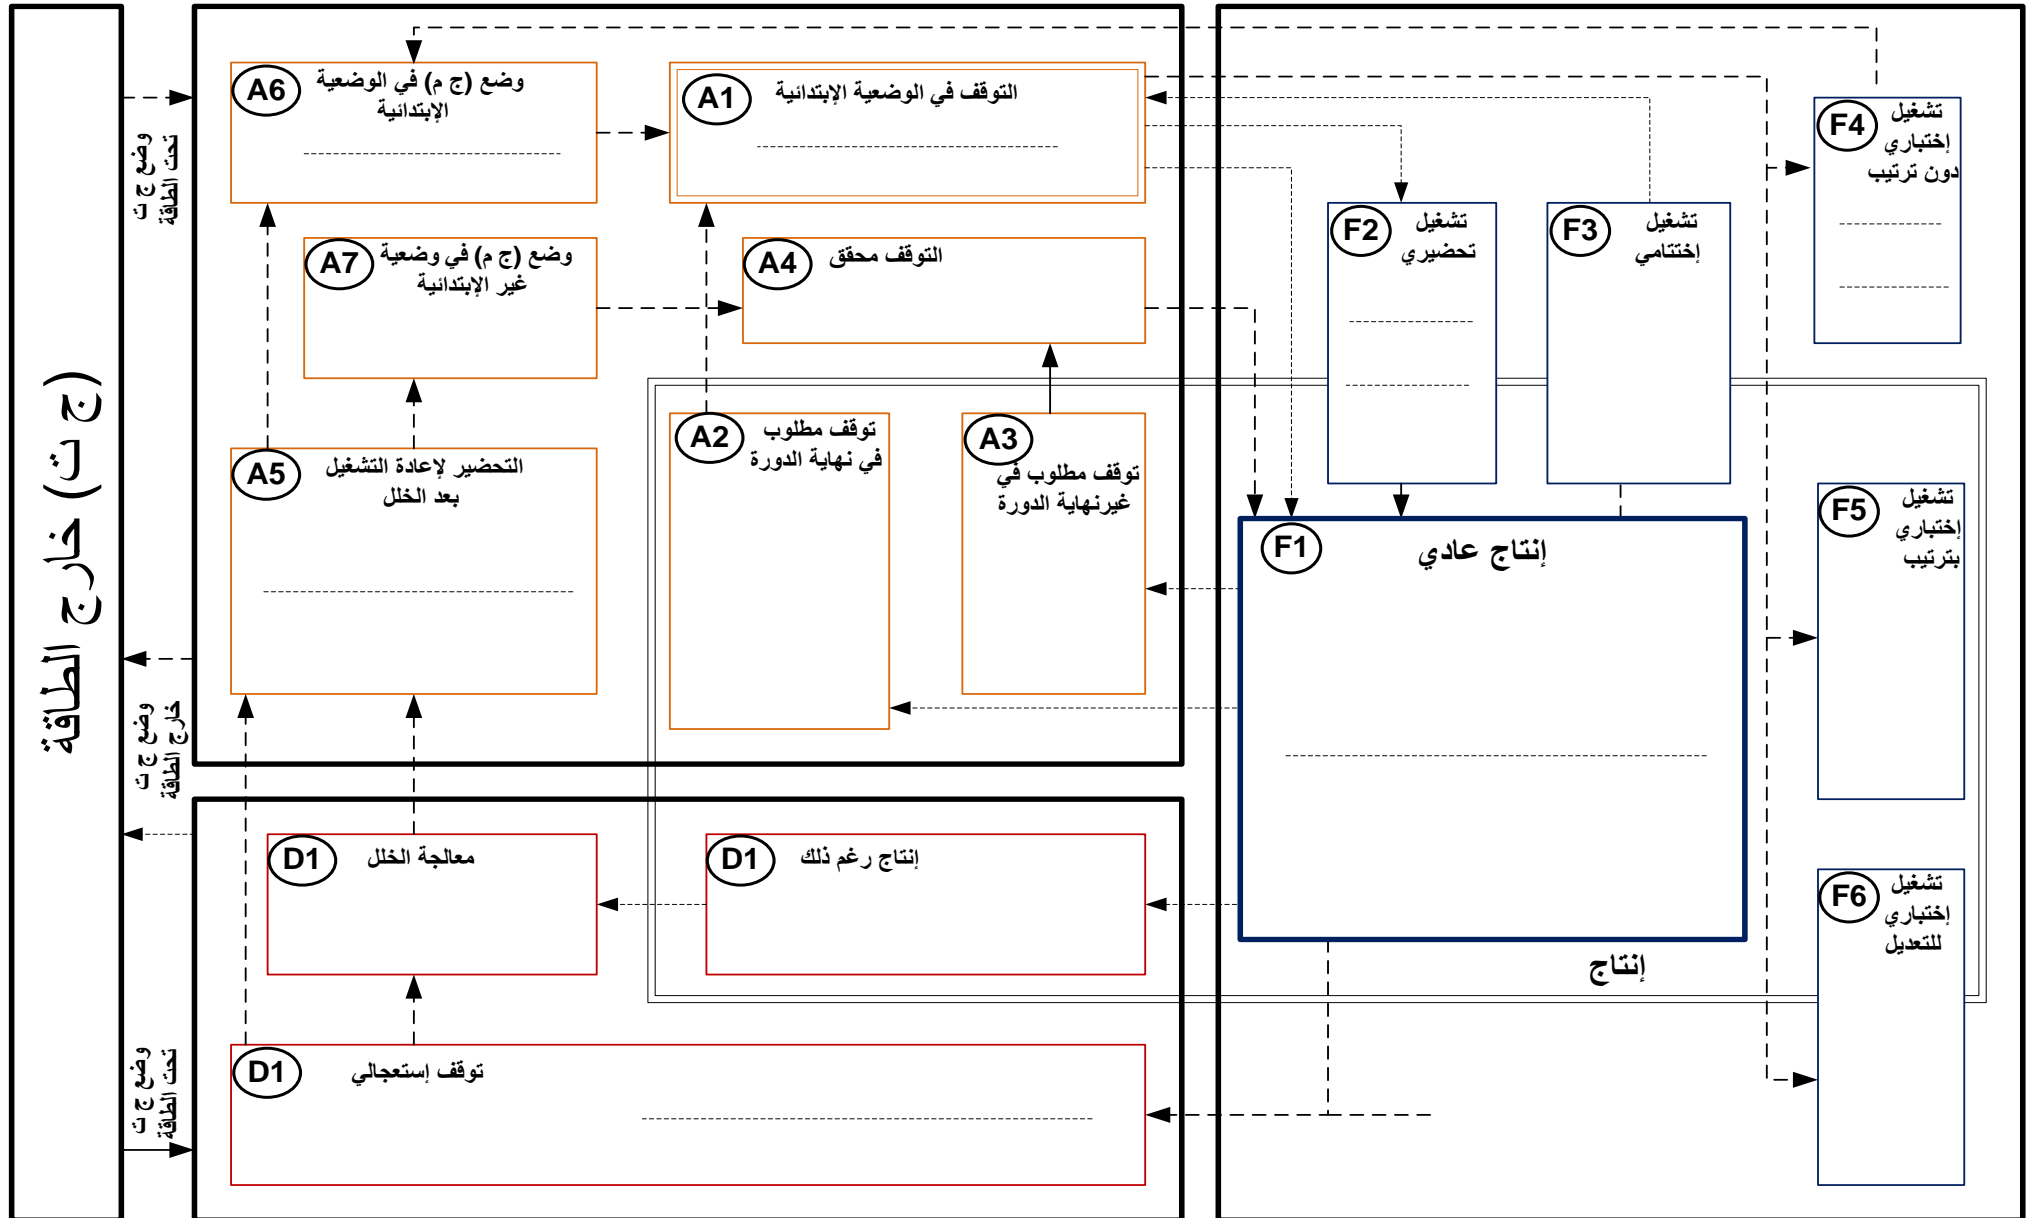 (ج ت) خارج الطاقة
وضع ج ت
تحت الطاقة
وضع ج ت
خارج الطاقة
وضع ج ت
تحت الطاقة
A6
وضع (ج م) في الوضعية
الإبتدائية
A1
التوقف في الوضعية الإبتدائية
A7
وضع (ج م) في وضعية
غير الإبتدائية
A4
التوقف محقق
A5
التحضير لإعادة التشغيل
بعد الخلل
A2
توقف مطلوب
في نهاية الدورة
A3
توقف مطلوب في
غيرنهاية الدورة
F2
تشغيل
تحضيري
F3
تشغيل
إختتامي
F4
تشغيل
إختباري
دون ترتيب
F1
إنتاج عادي
F5
تشغيل
إختباري
بترتيب
F6
تشغيل
إختباري
للتعديل
إنتاج
D1
معالجة الخلل
D1
إنتاج رغم ذلك
D1
توقف إستعجالي